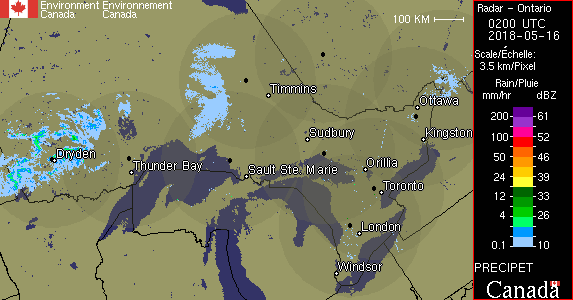 Environment Environnement
Canada Canada
100 KM
Timmins
Ottawa
Sudbury
Kingston
Dryden
Thunder Bay
Sault Ste. Marie
Orillia
Toronto
London
Windsor
Radar - Ontario
0200 UTC
2018-05-16
Scale/Échelle:
3.5 km/Pixel
Rain/Pluie
mm/hr dBZ
200 61
100 52
50 46
24 39
12 33
4 26
0.1 10
PRECIPET
Canada